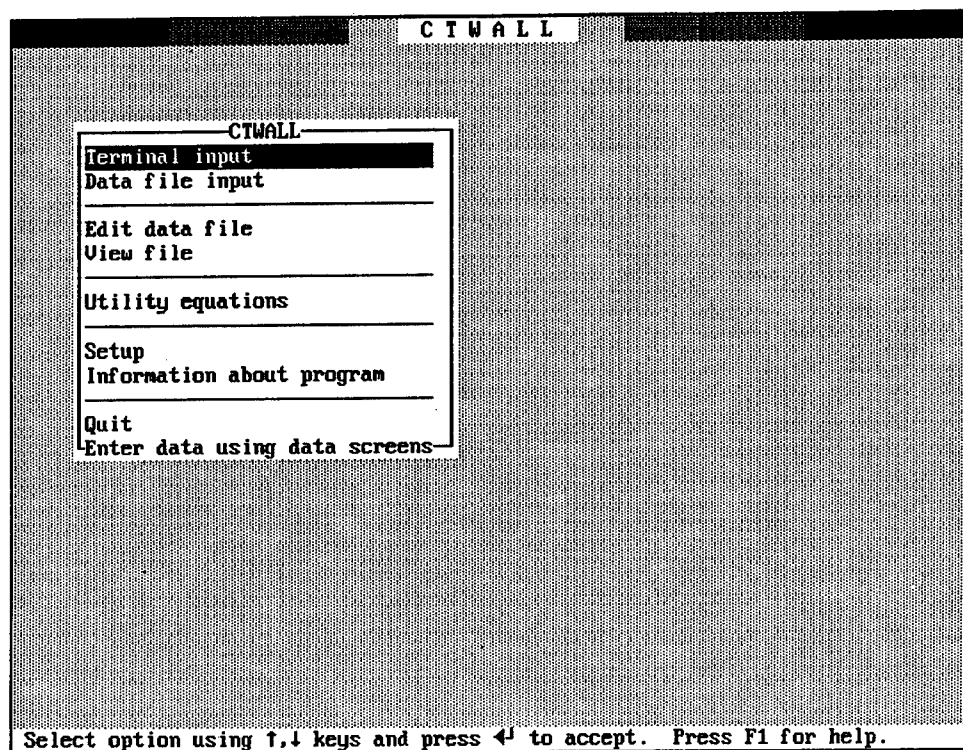 C T W A L L
CTWALL
Terminal input
Data file input
Edit data file
View file
Utility equations
Setup
Information about program
Quit
Enter data using data screens
Select option using ↑,↓ keys and press ↵ to accept. Press F1 for help.